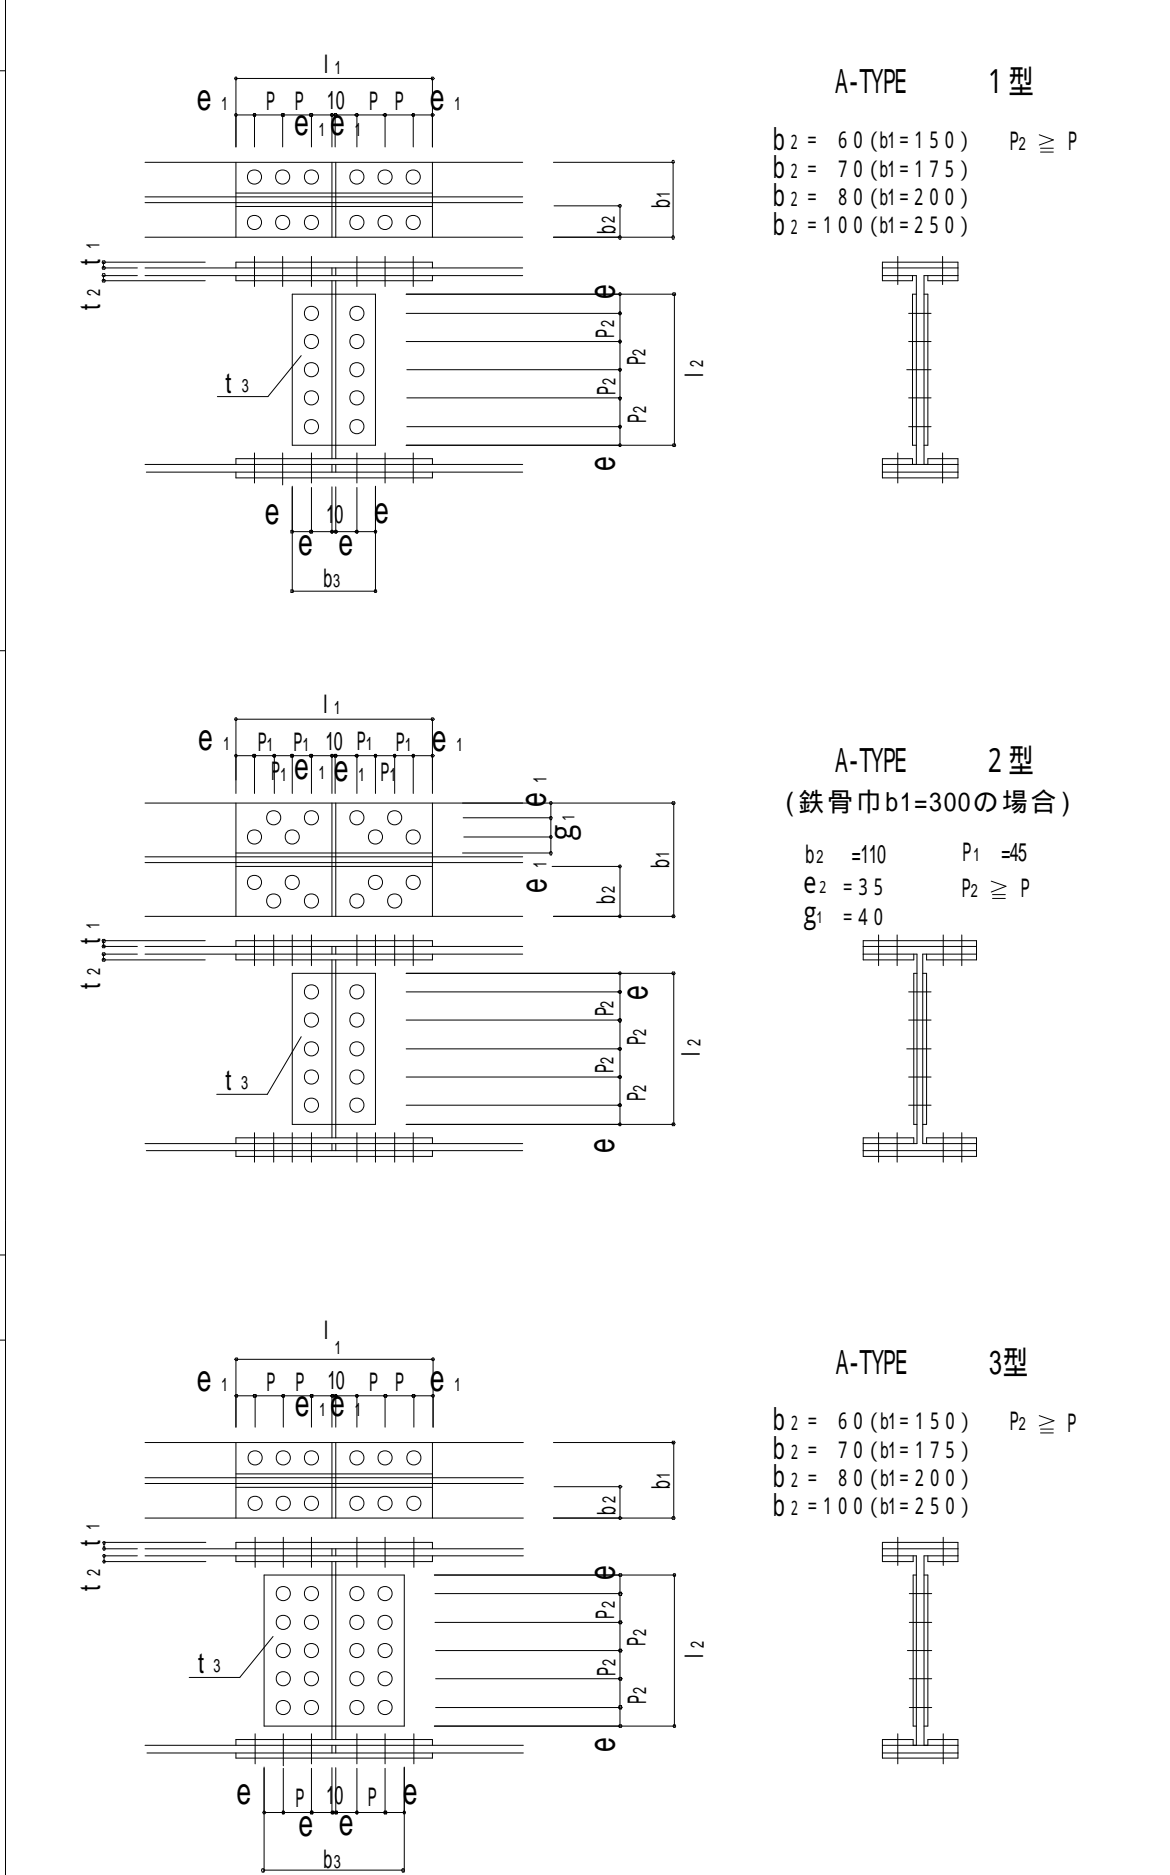 l1
e1 P P 10 P P e1
e1 e1
b1
b2
t1
t2
e
P2
P2
P2
P2
e
l2
t3
e 10 e
e e
b3
A-TYPE 1型
b2= 60(b1=150) P2 ≧ P
b2= 70(b1=175)
b2= 80(b1=200)
b2=100(b1=250)
l1
e1 P1 P1 10 P1 P1 e1
P1 e1 e1 P1
e1
g1
e1
b1
b2
t1
t2
e
P2
P2
P2
P2
e
l2
t3
A-TYPE 2型
(鉄骨巾b1=300の場合)
b2 =110 P1 =45
e2 =35 P2 ≧ P
g1 =40
l1
e1 P P 10 P P e1
e1 e1
b1
b2
t1
t2
e
P2
P2
P2
P2
e
l2
t3
e P 10 P e
e e
b3
A-TYPE 3型
b2= 60(b1=150) P2 ≧ P
b2= 70(b1=175)
b2= 80(b1=200)
b2=100(b1=250)